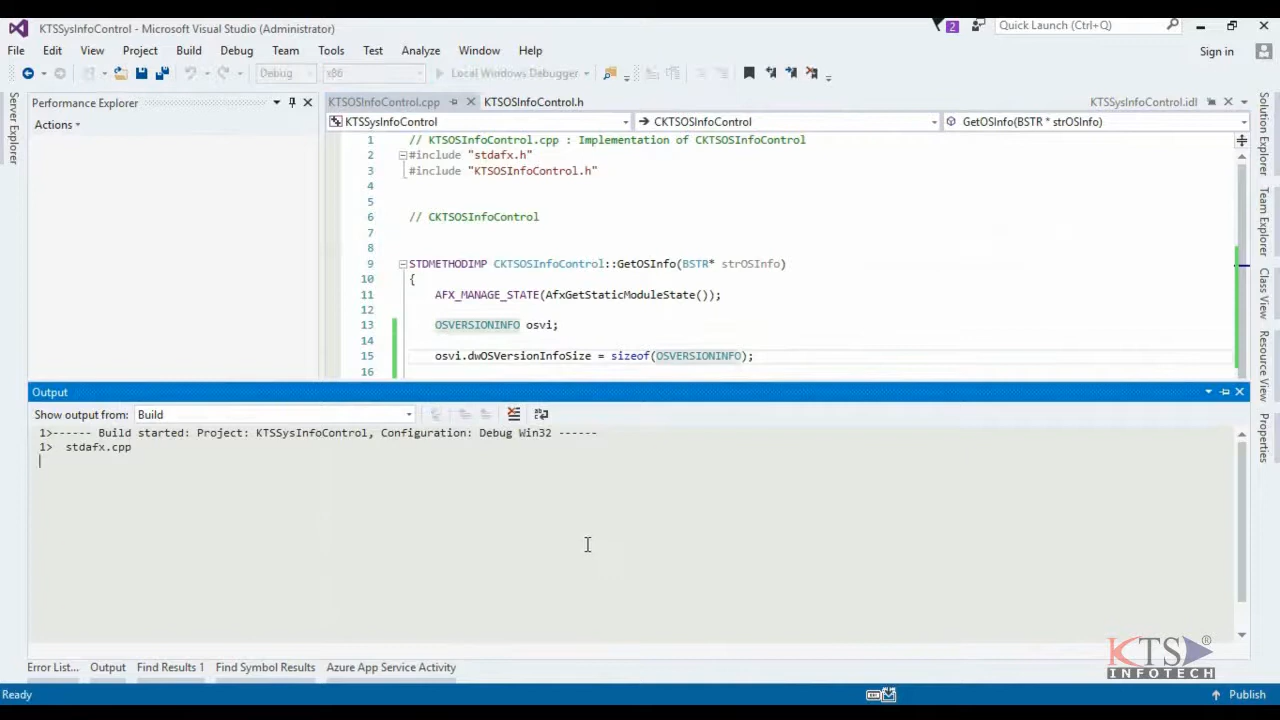 KTSSysInfoControl - Microsoft Visual Studio (Administrator)
2
Quick Launch (Ctrl+Q)
File Edit View Project Build Debug Team Tools Test Analyze Window Help
Sign in
Debug x86 Local Windows Debugger
Server Explorer
Performance Explorer
Actions
KTSOSInfoControl.cpp KTSOSInfoControl.h KTSSysInfoControl.idl
KTSSysInfoControl CKTSOSInfoControl GetOSInfo(BSTR * strOSInfo)
1 // KTSOSInfoControl.cpp : Implementation of CKTSOSInfoControl
2 #include "stdafx.h"
3 #include "KTSOSInfoControl.h"
4
5
6 // CKTSOSInfoControl
7
8
9 STDMETHODIMP CKTSOSInfoControl::GetOSInfo(BSTR* strOSInfo)
10 {
11 AFX_MANAGE_STATE(AfxGetStaticModuleState());
12
13 OSVERSIONINFO osvi;
14
15 osvi.dwOSVersionInfoSize = sizeof(OSVERSIONINFO);
16
Solution Explorer
Team Explorer
Class View
Resource View
Properties
Output
Show output from: Build
1>------ Build started: Project: KTSSysInfoControl, Configuration: Debug Win32 ------
1> stdafx.cpp
KTS®
INFOTECH
Error List... Output Find Results 1 Find Symbol Results Azure App Service Activity
Ready
Publish